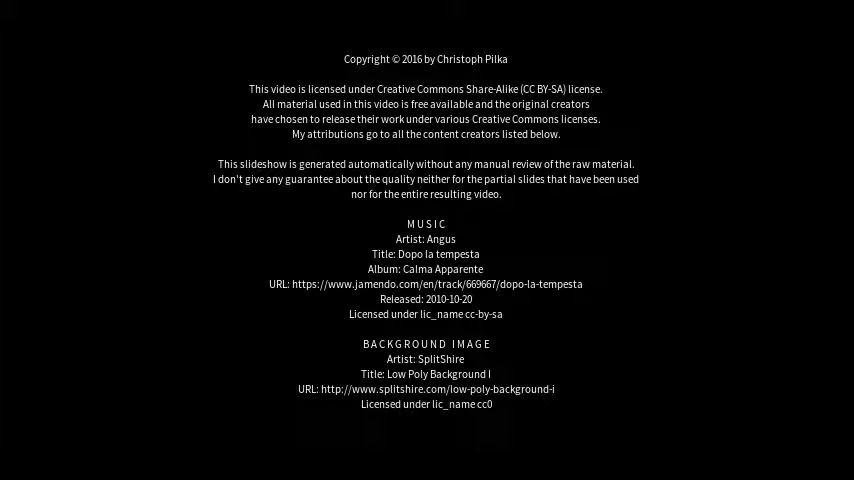 Copyright © 2016 by Christoph Pilka
This video is licensed under Creative Commons Share-Alike (CC BY-SA) license.
All material used in this video is free available and the original creators
have chosen to release their work under various Creative Commons licenses.
My attributions go to all the content creators listed below.
This slideshow is generated automatically without any manual review of the raw material.
I don't give any guarantee about the quality neither for the partial slides that have been used
nor for the entire resulting video.
MUSIC
Artist: Angus
Title: Dopo la tempesta
Album: Calma Apparente
URL: https://www.jamendo.com/en/track/669667/dopo-la-tempesta
Released: 2010-10-20
Licensed under lic_name cc-by-sa
BACKGROUND IMAGE
Artist: SplitShire
Title: Low Poly Background I
URL: http://www.splitshire.com/low-poly-background-i
Licensed under lic_name cc0